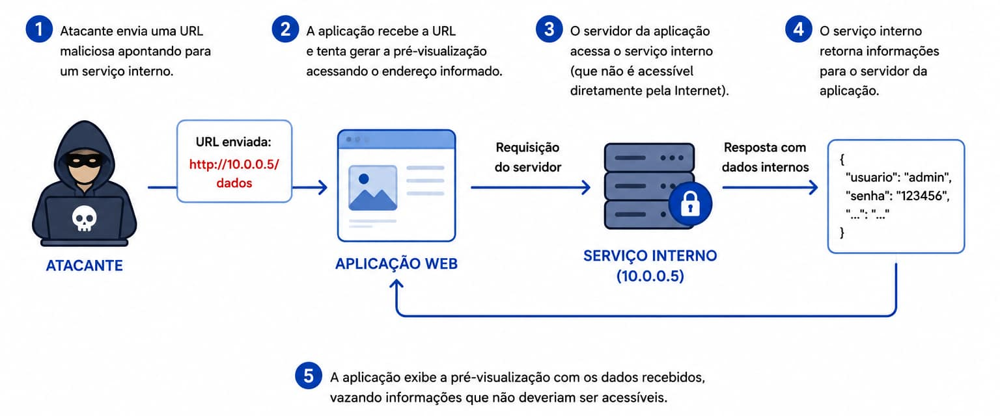 1
Atacante envia uma URL
maliciosa apontando para
um serviço interno.
2
A aplicação recebe a URL
e tenta gerar a pré-visualização
acessando o endereço informado.
3
O servidor da aplicação
acessa o serviço interno
(que não é acessível
diretamente pela Internet).
4
O serviço interno
retorna informações
para o servidor da
aplicação.
URL enviada:
http://10.0.0.5/
dados
Requisição
do servidor
Resposta com
dados internos
{
"usuario": "admin",
"senha": "123456",
"...": "..."
}
ATACANTE
APLICAÇÃO WEB
SERVIÇO INTERNO
(10.0.0.5)
5
A aplicação exibe a pré-visualização com os dados recebidos,
vazando informações que não deveriam ser acessíveis.